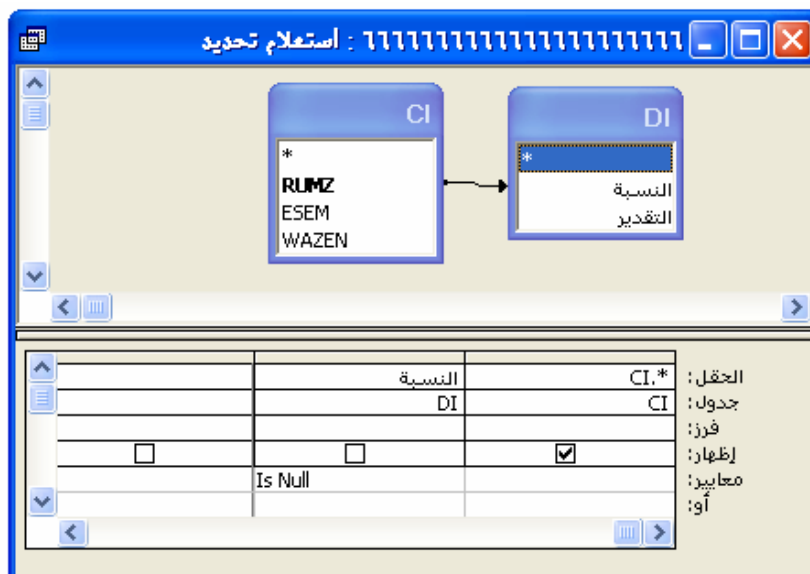 ٦٦٦٦٦٦٦٦٦٦٦٦٦٦٦٦٦٦٦٦٦٦ : استعلام تحديد
CI
*
RUMZ
ESEM
WAZEN
DI
*
النسبة
التقدير
الحقل: CI.* النسبة
جدول: CI DI
فرز:
إظهار:
معايير: Is Null
أو: